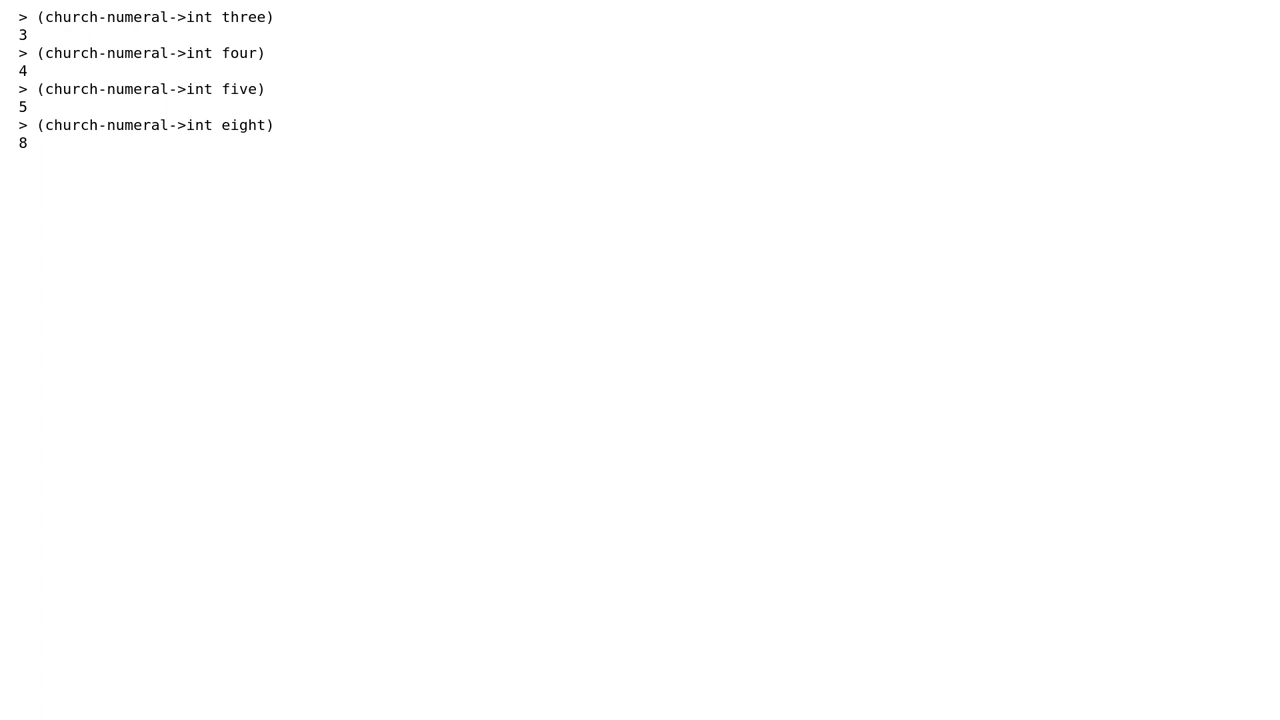 > (church-numeral->int three)
3
> (church-numeral->int four)
4
> (church-numeral->int five)
5
> (church-numeral->int eight)
8